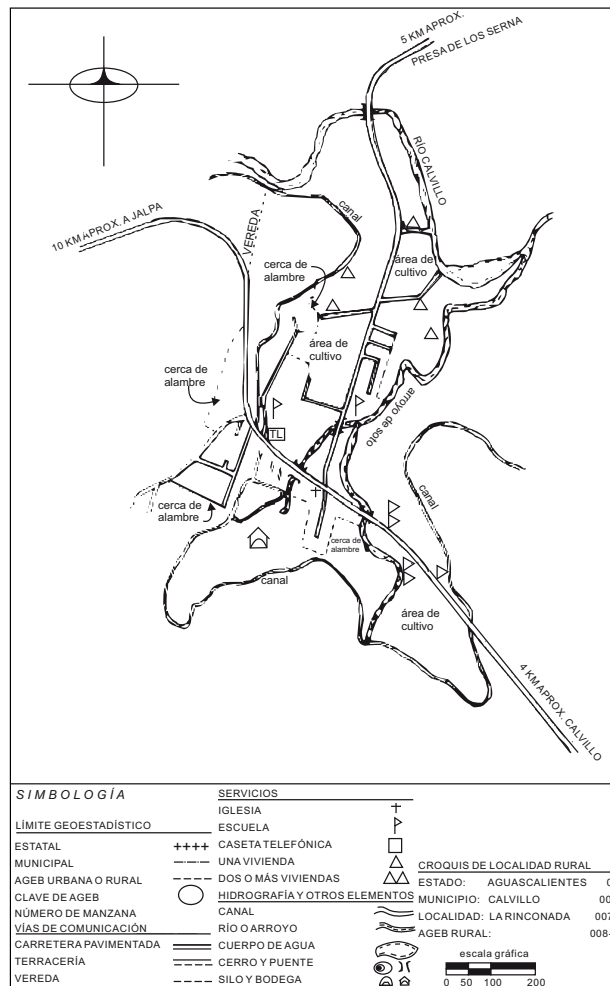 5 KM APROX.
PRESA DE LOS SERNA
RÍO CALVILLO
10 KM APROX. A JALPA
VEREDA
canal
cerca de
alambre
área de
cultivo
área de
cultivo
cerca de
alambre
arroyo de soto
TL
cerca de
alambre
cerca de
alambre
canal
canal
área de
cultivo
4 KM APROX. CALVILLO
SIMBOLOGÍA
LÍMITE GEOESTADÍSTICO
ESTATAL
MUNICIPAL
AGEB URBANA O RURAL
CLAVE DE AGEB
NÚMERO DE MANZANA
VÍAS DE COMUNICACIÓN
CARRETERA PAVIMENTADA
TERRACERÍA
VEREDA
SERVICIOS
IGLESIA
ESCUELA
CASETA TELEFÓNICA
UNA VIVIENDA
DOS O MÁS VIVIENDAS
HIDROGRAFÍA Y OTROS ELEMENTOS
CANAL
RÍO O ARROYO
CUERPO DE AGUA
CERRO Y PUENTE
SILO Y BODEGA
CROQUIS DE LOCALIDAD RURAL
ESTADO: AGUASCALIENTES 0
MUNICIPIO: CALVILLO 00
LOCALIDAD: LA RINCONADA 007
AGEB RURAL: 008-
escala gráfica
0 50 100 200